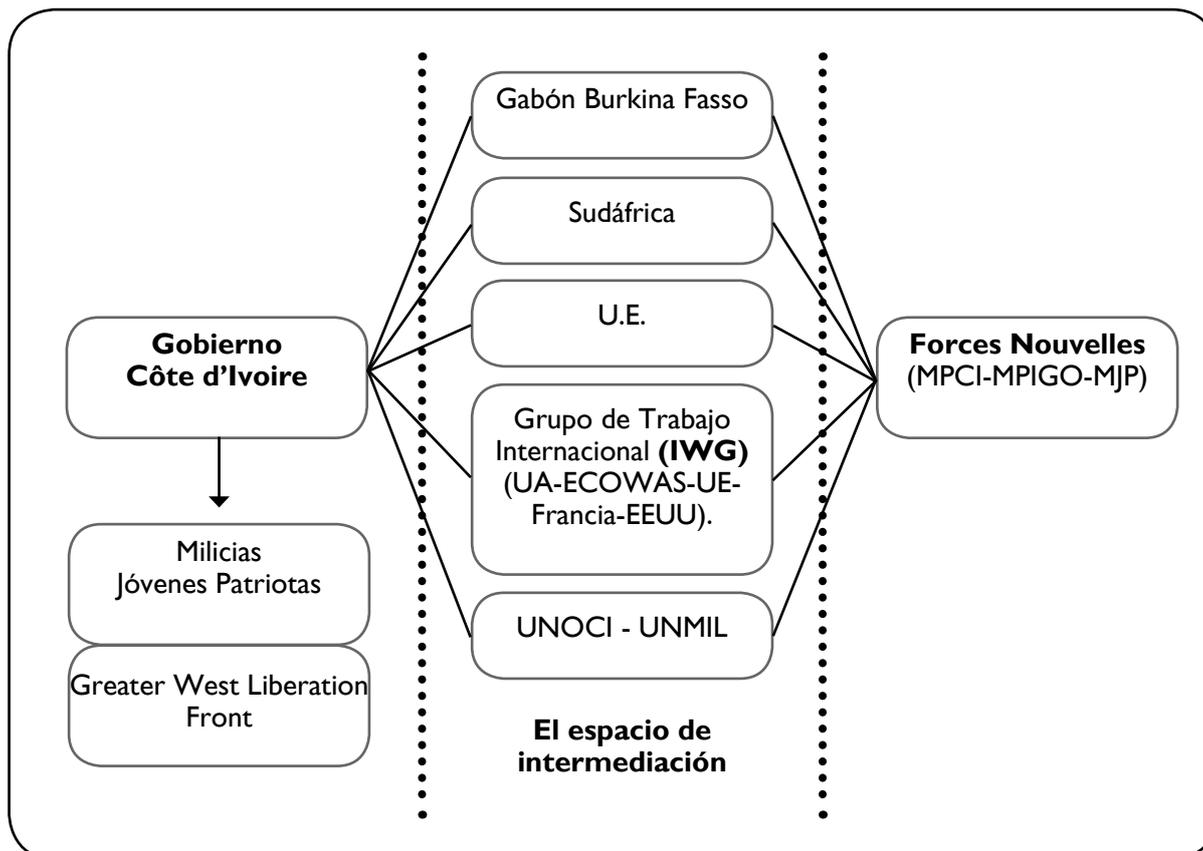 Gabón Burkina Fasso
Sudáfrica
U.E.
Gobierno
Côte d’Ivoire
Forces Nouvelles
(MPCI-MPIGO-MJP)
Grupo de Trabajo
Internacional (IWG)
(UA-ECOWAS-UE-
Francia-EEUU).
Milicias
Jóvenes Patriotas
UNOCI - UNMIL
Greater West Liberation
Front
El espacio de
intermediación